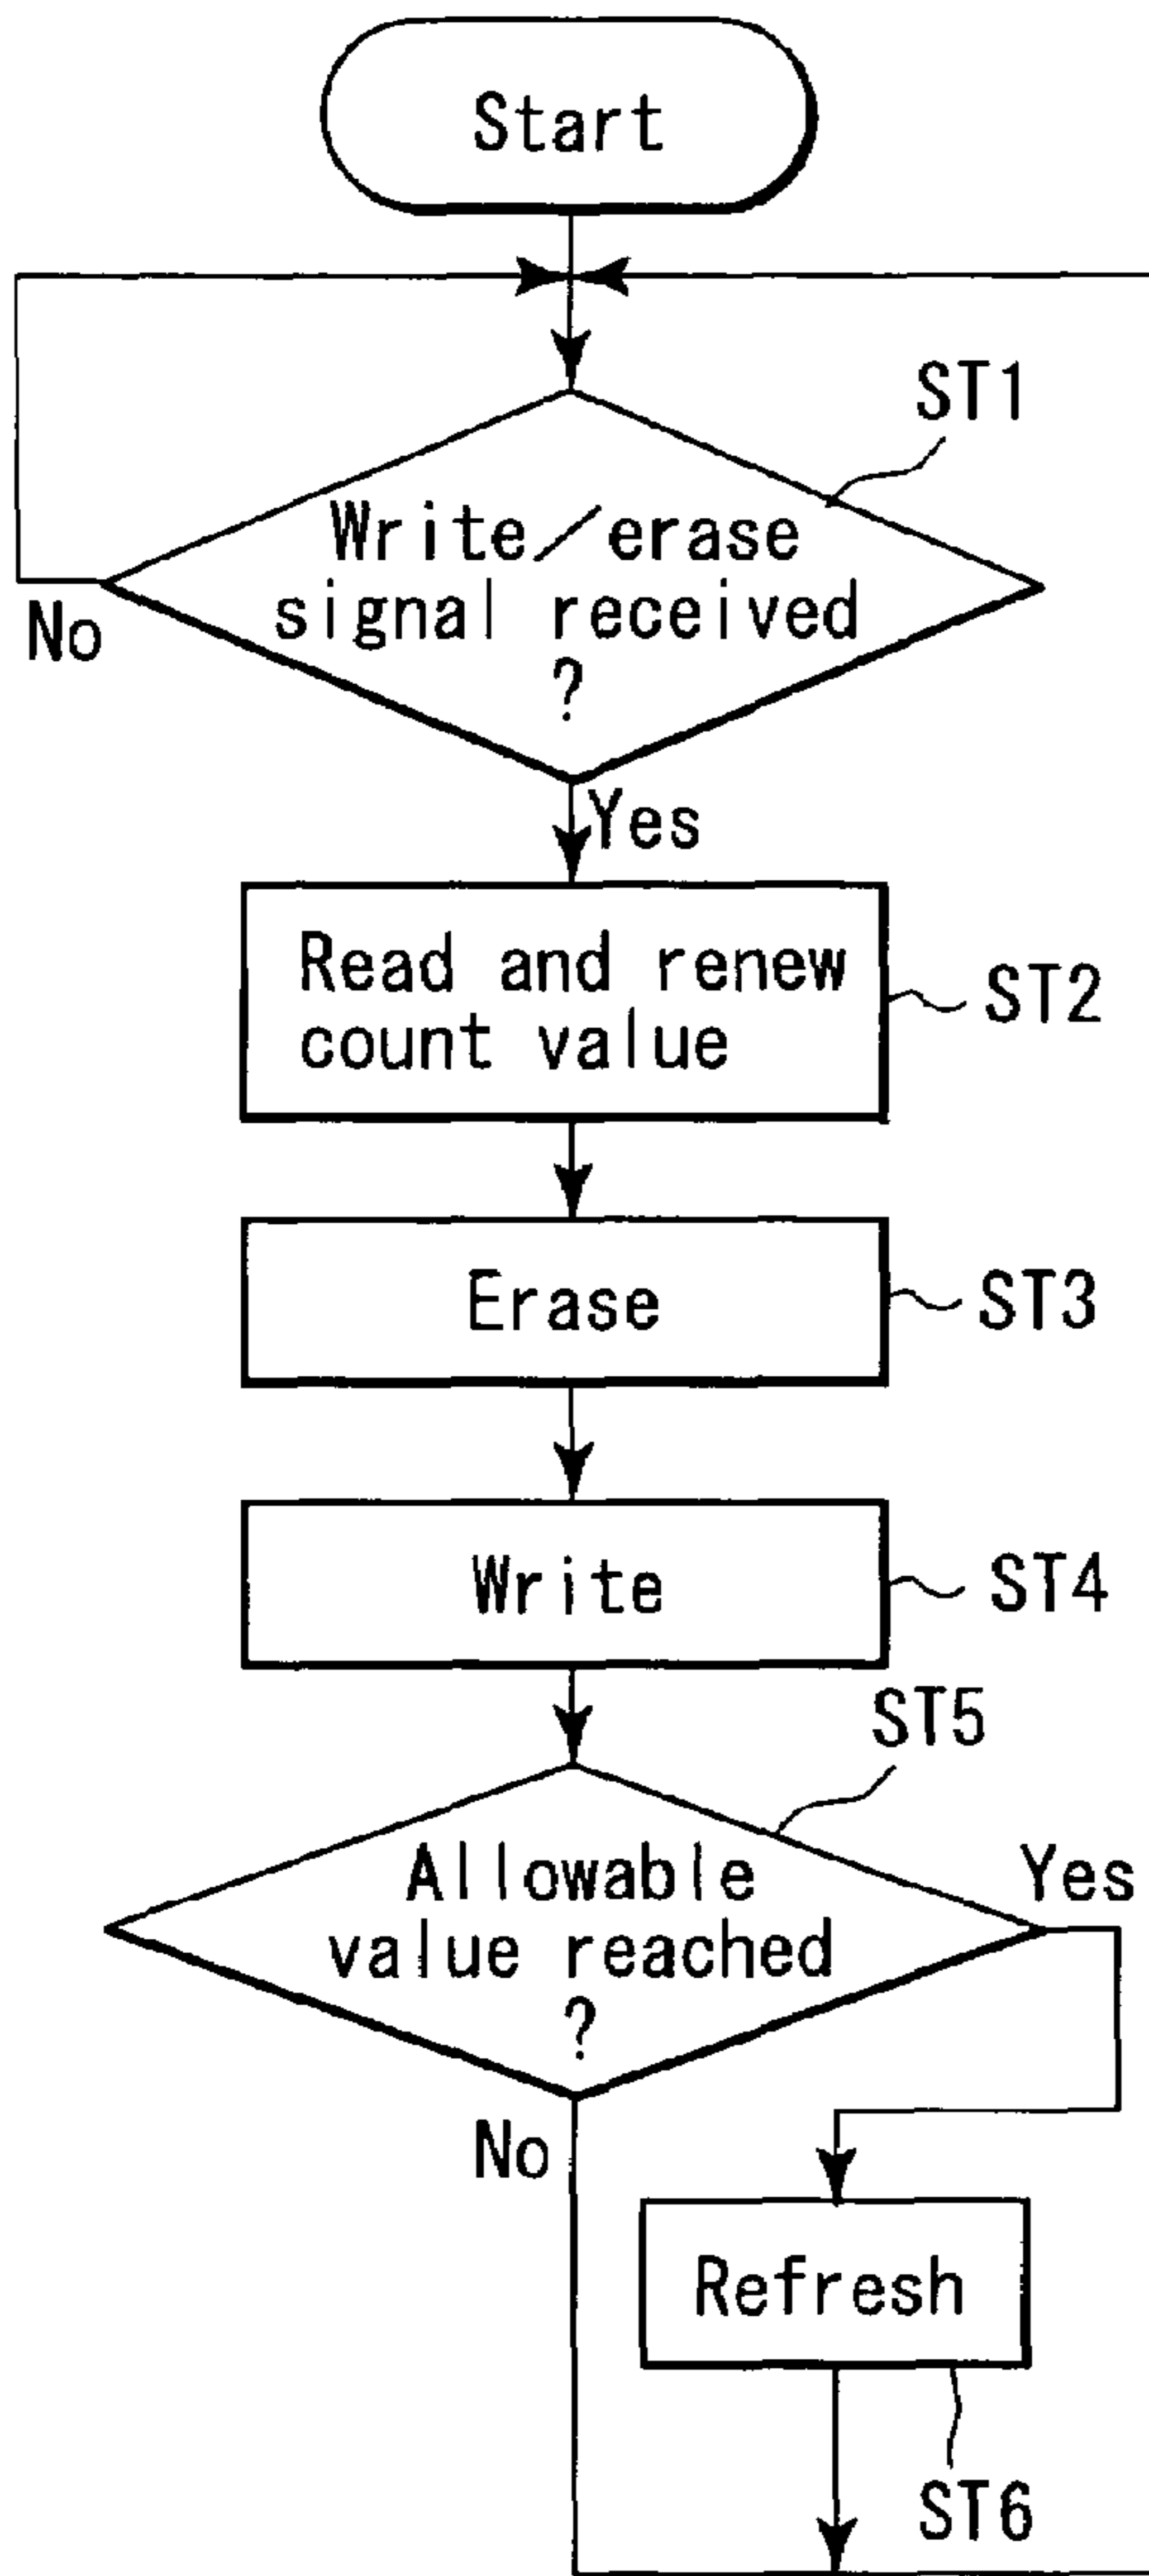 Start
ST1
Write/erase
signal received
?
No
Yes
Read and renew
count value
ST2
Erase
ST3
Write
ST4
ST5
Allowable
value reached
?
Yes
No
Refresh
ST6